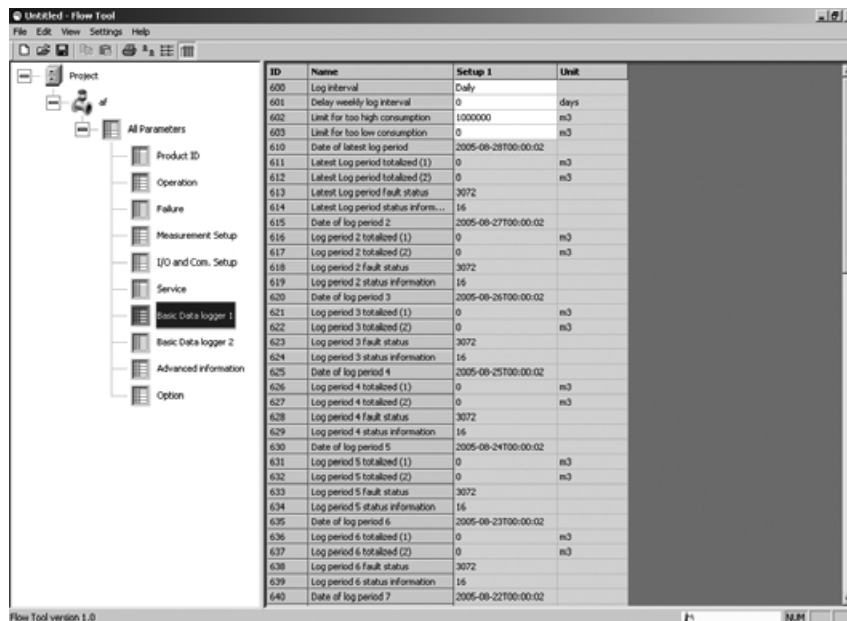 Untitled - Flow Tool
File Edit View Settings Help
Project
af
All Parameters
Product ID
Operation
Failure
Measurement Setup
I/O and Com. Setup
Service
Basic Data logger 1
Basic Data logger 2
Advanced information
Option
ID Name Setup 1 Unit
600 Log interval Daily
601 Delay weekly log interval 0 days
602 Limit for too high consumption 1000000 m3
603 Limit for too low consumption 0 m3
610 Date of latest log period 2005-08-28T00:00:02
611 Latest Log period totalized (1) 0 m3
612 Latest Log period totalized (2) 0 m3
613 Latest Log period fault status 3072
614 Latest Log period status inform... 16
615 Date of log period 2 2005-08-27T00:00:02
616 Log period 2 totalized (1) 0 m3
617 Log period 2 totalized (2) 0 m3
618 Log period 2 fault status 3072
619 Log period 2 status information 16
620 Date of log period 3 2005-08-26T00:00:02
621 Log period 3 totalized (1) 0 m3
622 Log period 3 totalized (2) 0 m3
623 Log period 3 fault status 3072
624 Log period 3 status information 16
625 Date of log period 4 2005-08-25T00:00:02
626 Log period 4 totalized (1) 0 m3
627 Log period 4 totalized (2) 0 m3
628 Log period 4 fault status 3072
629 Log period 4 status information 16
630 Date of log period 5 2005-08-24T00:00:02
631 Log period 5 totalized (1) 0 m3
632 Log period 5 totalized (2) 0 m3
633 Log period 5 fault status 3072
634 Log period 5 status information 16
635 Date of log period 6 2005-08-23T00:00:02
636 Log period 6 totalized (1) 0 m3
637 Log period 6 totalized (2) 0 m3
638 Log period 6 fault status 3072
639 Log period 6 status information 16
640 Date of log period 7 2005-08-22T00:00:02
Flow Tool version 1.0 NUM